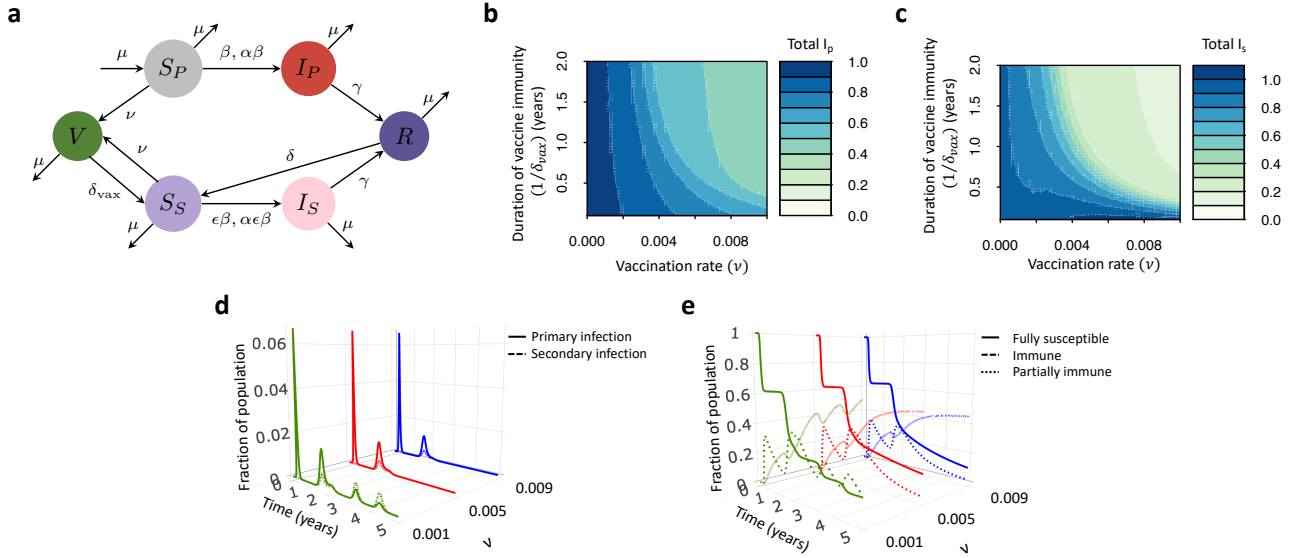 a
μ
μ
S_P
β, αβ
μ
I_P
ν
γ
μ
V
ν
δ
R
μ
δ_vax
S_S
ϵβ, αϵβ
I_S
γ
μ
μ
b
Total I_p
Duration of vaccine immunity
(1/δ_vax) (years)
2.0
1.5
1.0
0.5
0.000 0.004 0.008
Vaccination rate (ν)
1.0
0.8
0.6
0.4
0.2
0.0
c
Total I_s
Duration of vaccine immunity
(1/δ_vax) (years)
2.0
1.5
1.0
0.5
0.000 0.004 0.008
Vaccination rate (ν)
1.0
0.8
0.6
0.4
0.2
0.0
d
Primary infection
Secondary infection
Fraction of population
0.06
0.04
0.02
0
0 1 2 3 4 5
Time (years)
0.001 0.005 0.009
ν
e
Fully susceptible
Immune
Partially immune
Fraction of population
1
0.8
0.6
0.4
0.2
0
0 1 2 3 4 5
Time (years)
0.001 0.005 0.009
ν